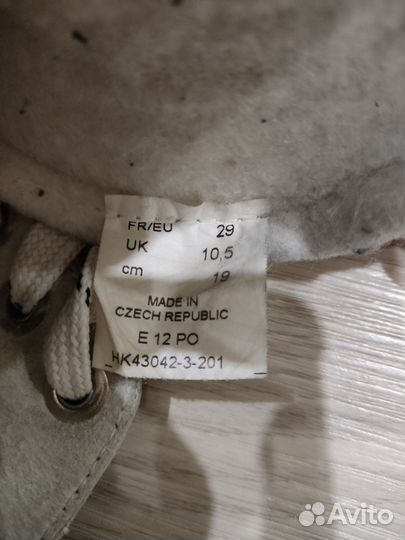 FR/EU 29
UK 10,5
cm 19
MADE IN
CZECH REPUBLIC
E 12 PO
HK43042-3-201
Avito